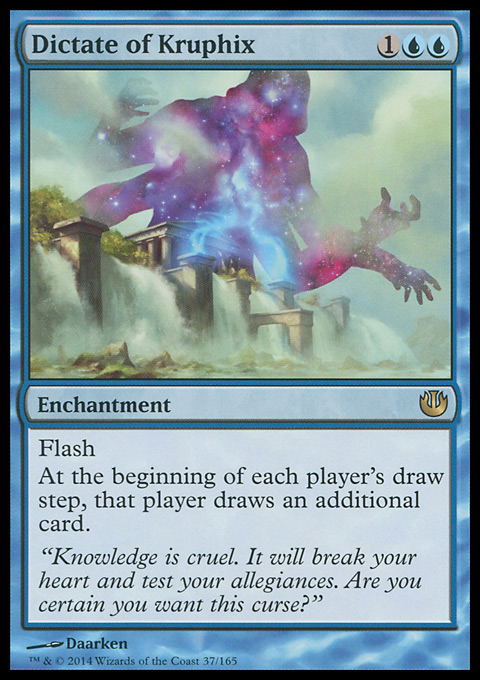 Dictate of Kruphix 1
Enchantment
Flash
At the beginning of each player's draw
step, that player draws an additional
card.
"Knowledge is cruel. It will break your
heart and test your allegiances. Are you
certain you want this curse?"
Daarken
™ & © 2014 Wizards of the Coast 37/165